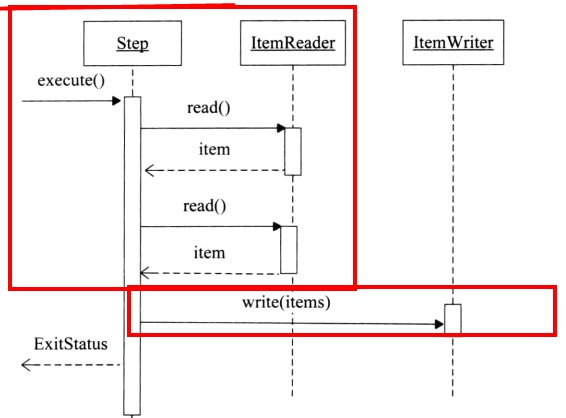 Step
ItemReader
ItemWriter
execute()
read()
item
read()
item
write(items)
ExitStatus